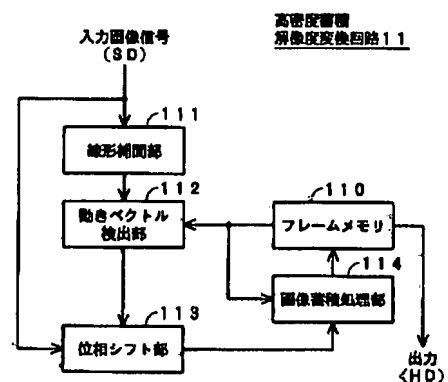 高密度蓄積
解像度変換回路11
入力画像信号
(SD)
111
線形補間部
112
動きベクトル
検出部
110
フレームメモリ
114
画像蓄積処理部
113
位相シフト部
出力
<HD>